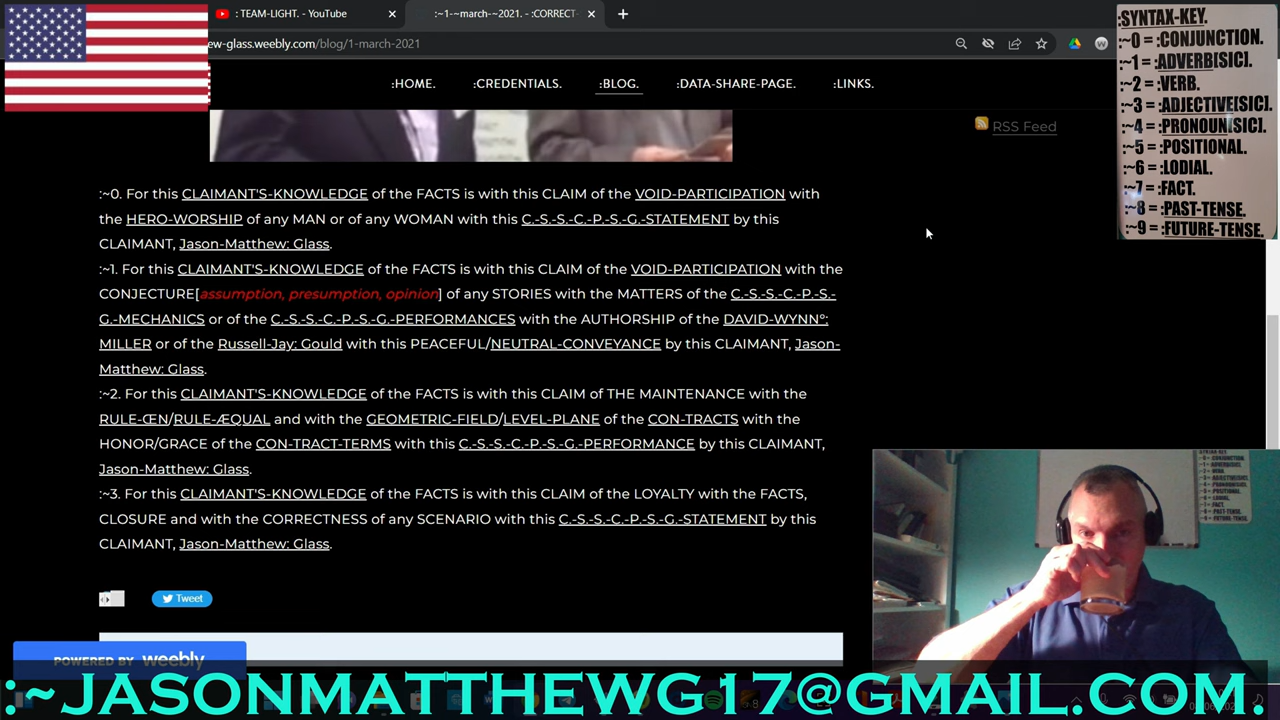 : TEAM-LIGHT. - YouTube
:~1-~march-~2021. - :CORRECT-
ew-glass.weebly.com/blog/1-march-2021
:HOME.
:CREDENTIALS.
:BLOG.
:DATA-SHARE-PAGE.
:LINKS.
RSS Feed
:SYNTAX-KEY.
:~0 = :CONJUNCTION.
:~1 = :ADVERB[SIC].
:~2 = :VERB.
:~3 = :ADJECTIVE[SIC].
:~4 = :PRONOUN[SIC].
:~5 = :POSITIONAL.
:~6 = :LODIAL.
:~7 = :FACT.
:~8 = :PAST-TENSE.
:~9 = :FUTURE-TENSE.
:~0. For this CLAIMANT'S-KNOWLEDGE of the FACTS is with this CLAIM of the VOID-PARTICIPATION with
the HERO-WORSHIP of any MAN or of any WOMAN with this C.-S.-S.-C.-P.-S.-G.-STATEMENT by this
CLAIMANT, Jason-Matthew: Glass.
:~1. For this CLAIMANT'S-KNOWLEDGE of the FACTS is with this CLAIM of the VOID-PARTICIPATION with the
CONJECTURE[assumption, presumption, opinion] of any STORIES with the MATTERS of the C.-S.-S.-C.-P.-S.-
G.-MECHANICS or of the C.-S.-S.-C.-P.-S.-G.-PERFORMANCES with the AUTHORSHIP of the DAVID-WYNN°:
MILLER or of the Russell-Jay: Gould with this PEACEFUL/NEUTRAL-CONVEYANCE by this CLAIMANT, Jason-
Matthew: Glass.
:~2. For this CLAIMANT'S-KNOWLEDGE of the FACTS is with this CLAIM of THE MAINTENANCE with the
RULE-ŒN/RULE-ÆQUAL and with the GEOMETRIC-FIELD/LEVEL-PLANE of the CON-TRACTS with the
HONOR/GRACE of the CON-TRACT-TERMS with this C.-S.-S.-C.-P.-S.-G.-PERFORMANCE by this CLAIMANT,
Jason-Matthew: Glass.
:~3. For this CLAIMANT'S-KNOWLEDGE of the FACTS is with this CLAIM of the LOYALTY with the FACTS,
CLOSURE and with the CORRECTNESS of any SCENARIO with this C.-S.-S.-C.-P.-S.-G.-STATEMENT by this
CLAIMANT, Jason-Matthew: Glass.
Tweet
POWERED BY weebly
:~JASONMATTHEWG17@GMAIL.COM.